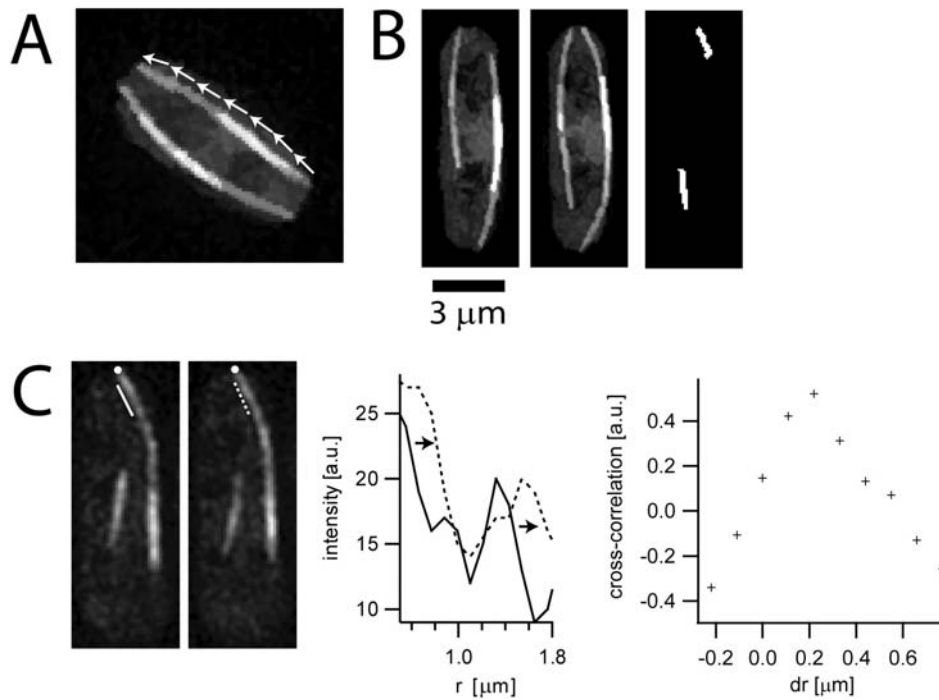 A
B
3 μm
C
intensity [a.u.]
25
20
15
10
1.0
1.8
r [μm]
cross-correlation [a.u.]
0.4
0.2
0.0
-0.2
-0.4
-0.2
0.0
0.2
0.4
0.6
dr [μm]